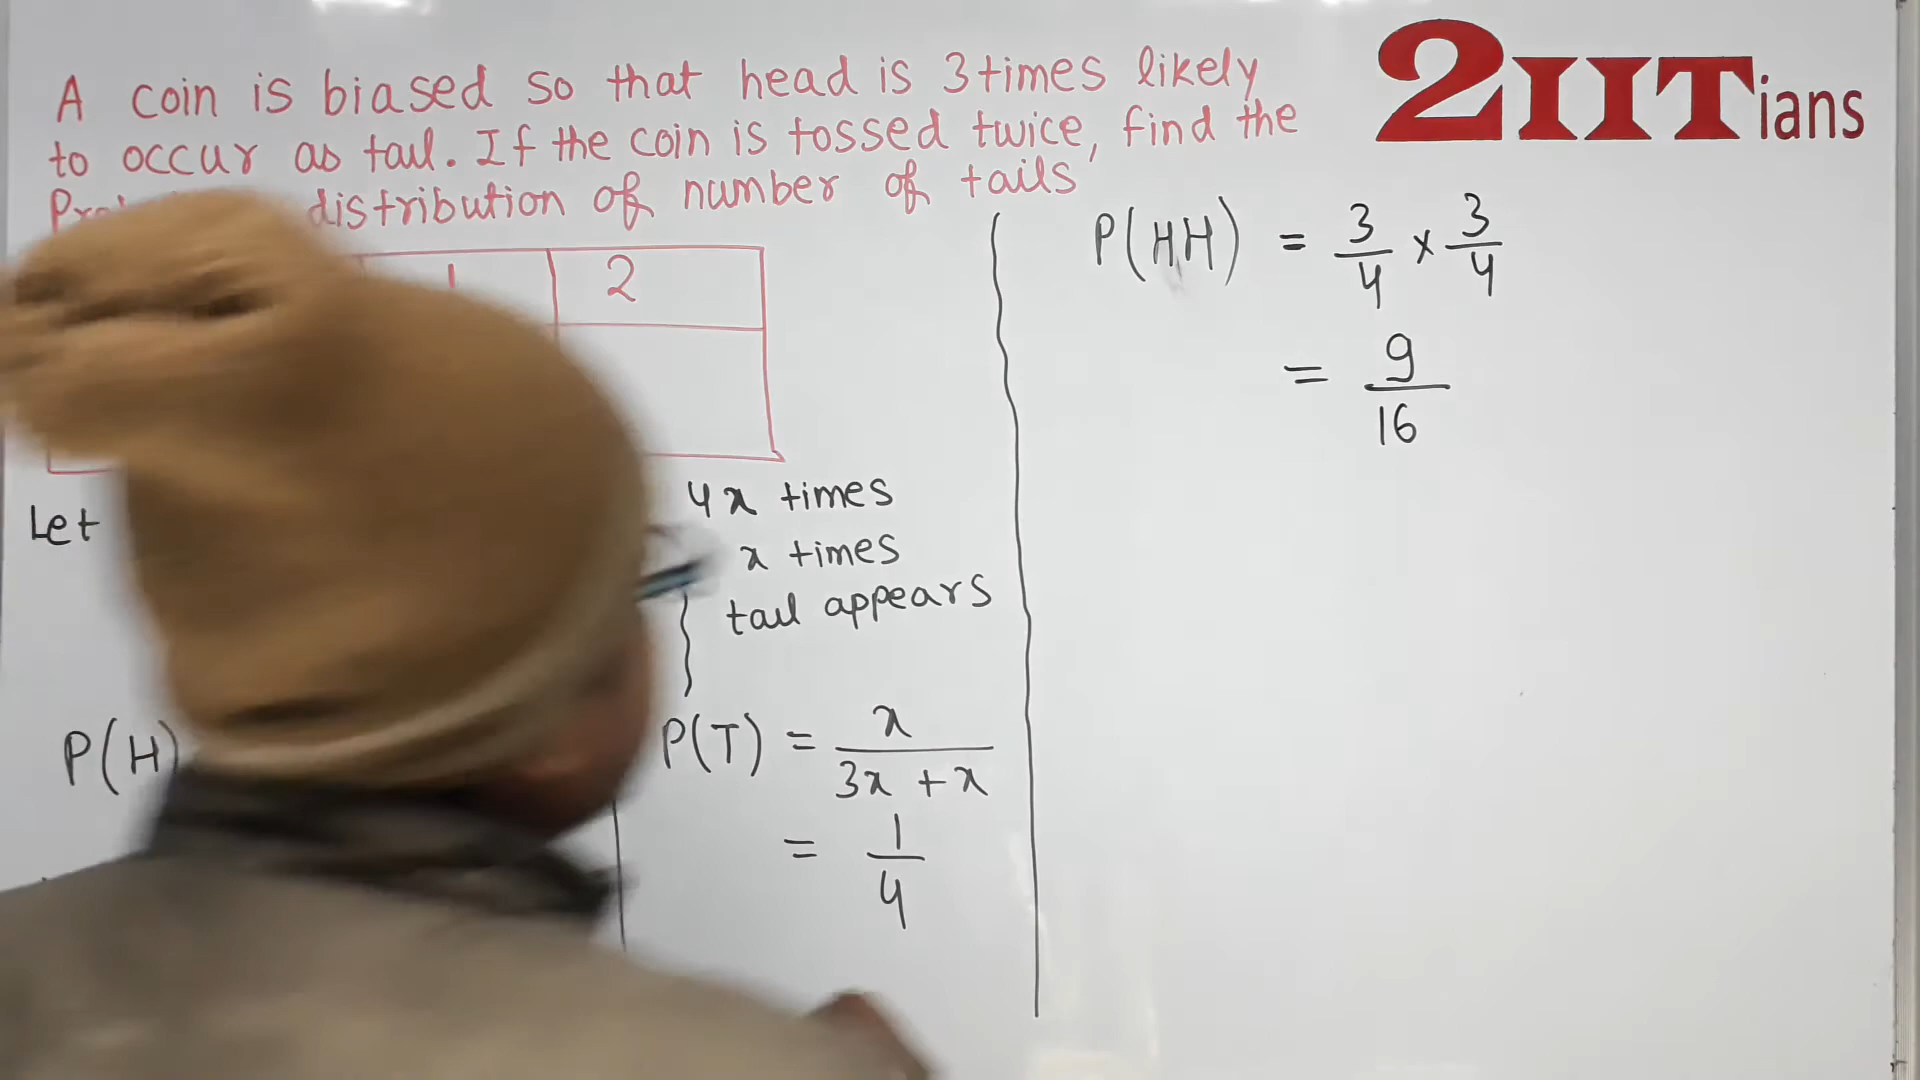 A coin is biased so that head is 3 times likely
to occur as tail. If the coin is tossed twice, find the
distribution of number of tails
2IITians
1 2
Let
4x times
x times
tail appears
P(H)
P(T) = x / 3x + x
= 1/4
P(HH) = 3/4 × 3/4
= 9/16